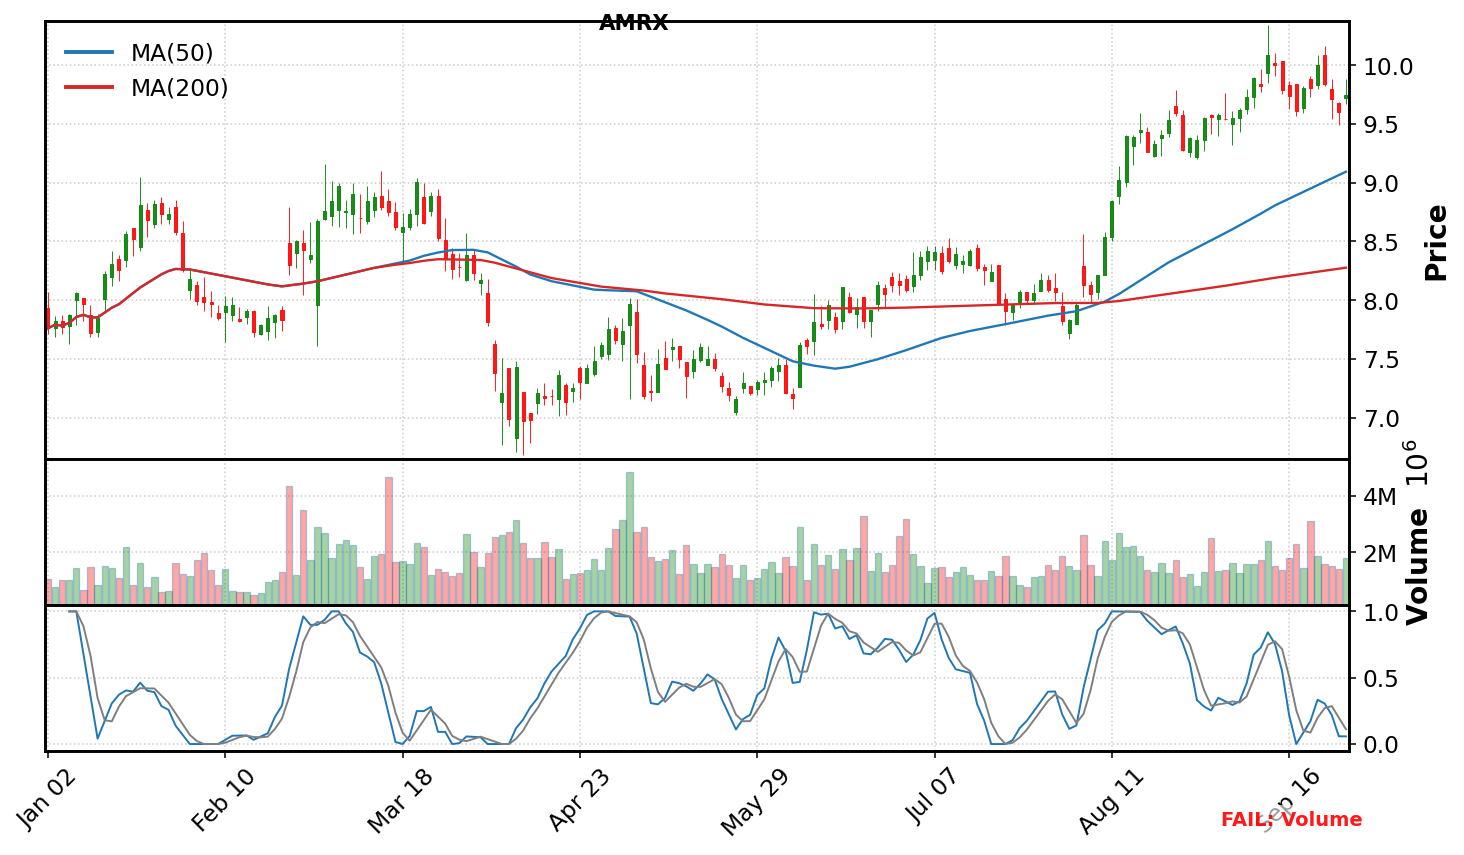 AMRX
MA(50)
MA(200)
10.0
9.5
9.0
8.5
8.0
7.5
7.0
Price
4M
2M
Volume 10^6
1.0
0.5
0.0
Jan 02
Feb 10
Mar 18
Apr 23
May 29
Jul 07
Aug 11
Sep 16
FAIL: Volume